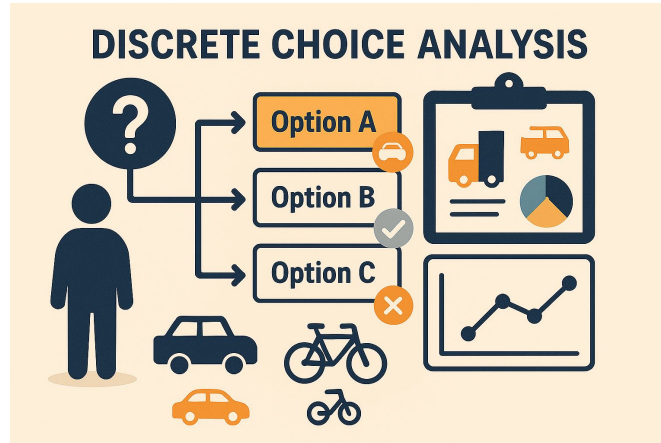 DISCRETE CHOICE ANALYSIS
?
Option A
Option B
Option C